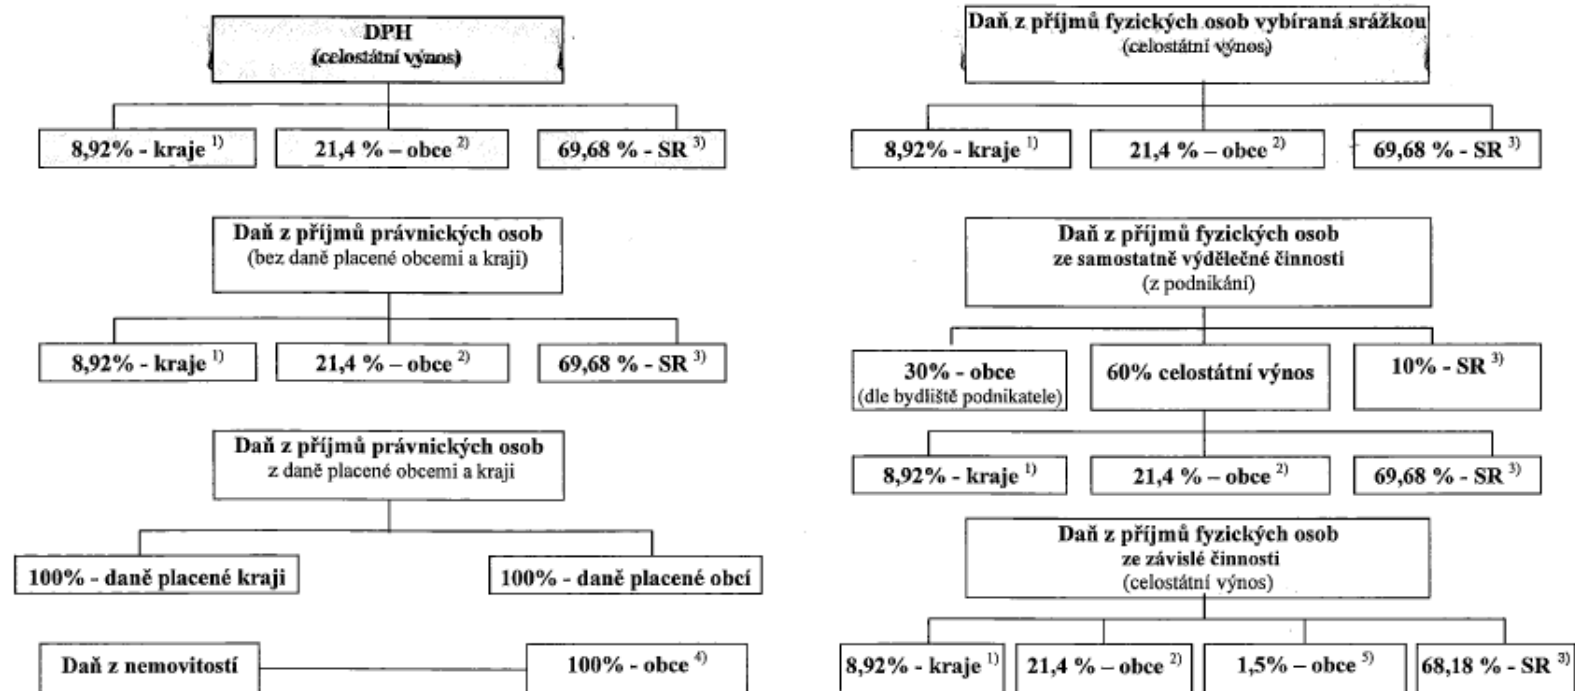 DPH
(celostátní výnos)
8,92% - kraje 1)
21,4 % – obce 2)
69,68 % - SR 3)
Daň z příjmů právnických osob
(bez daně placené obcemi a kraji)
8,92% - kraje 1)
21,4 % – obce 2)
69,68 % - SR 3)
Daň z příjmů právnických osob
z daně placené obcemi a kraji
100% - daně placené kraji
100% - daně placené obcí
Daň z nemovitostí
100% - obce 4)
Daň z příjmů fyzických osob vybíraná srážkou
(celostátní výnos)
8,92% - kraje 1)
21,4 % – obce 2)
69,68 % - SR 3)
Daň z příjmů fyzických osob
ze samostatně výdělečné činnosti
(z podnikání)
30% - obce
(dle bydliště podnikatele)
60% celostátní výnos
10% - SR 3)
8,92% - kraje 1)
21,4 % – obce 2)
69,68 % - SR 3)
Daň z příjmů fyzických osob
ze závislé činnosti
(celostátní výnos)
8,92% - kraje 1)
21,4 % – obce 2)
1,5% – obce 5)
68,18 % - SR 3)